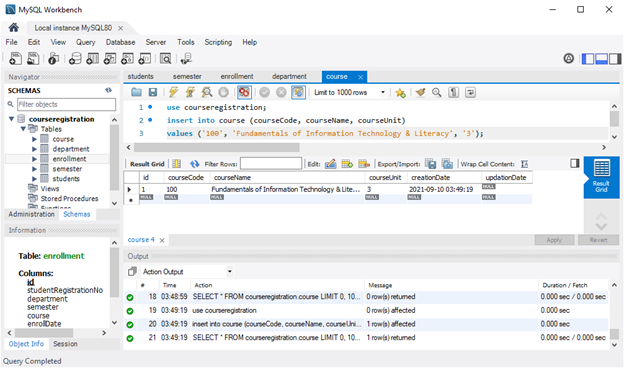 MySQL Workbench
Local instance MySQL80
File Edit View Query Database Server Tools Scripting Help
Navigator
SCHEMAS
Filter objects
courseregistration
Tables
course
department
enrollment
semester
students
Views
Stored Procedures
Functions
Administration Schemas
Information
Table: enrollment
Columns:
id
studentRegistrationNo
department
semester
course
enrollDate
Object Info Session
Query Completed
students semester enrollment department course
Limit to 1000 rows
1 use courseregistration;
2 insert into course (courseCode, courseName, courseUnit)
3 values ('100', 'Fundamentals of Information Technology & Literacy', '3');
Result Grid Filter Rows: Edit: Export/Import: Wrap Cell Content:
id courseCode courseName courseUnit creationDate updationDate
1 100 Fundamentals of Information Technology & Lite... 3 2021-09-10 03:49:19 NULL
NULL NULL NULL NULL NULL NULL
Result Grid
course 4
Apply Revert
Output
Action Output
# Time Action Message Duration / Fetch
18 03:48:59 SELECT * FROM courseregistration.course LIMIT 0, 10... 0 row(s) returned 0.000 sec / 0.000 sec
19 03:49:19 use courseregistration 0 row(s) affected 0.000 sec
20 03:49:19 insert into course (courseCode, courseName, courseUni... 1 row(s) affected 0.000 sec
21 03:49:19 SELECT * FROM courseregistration.course LIMIT 0, 10... 1 row(s) returned 0.000 sec / 0.000 sec